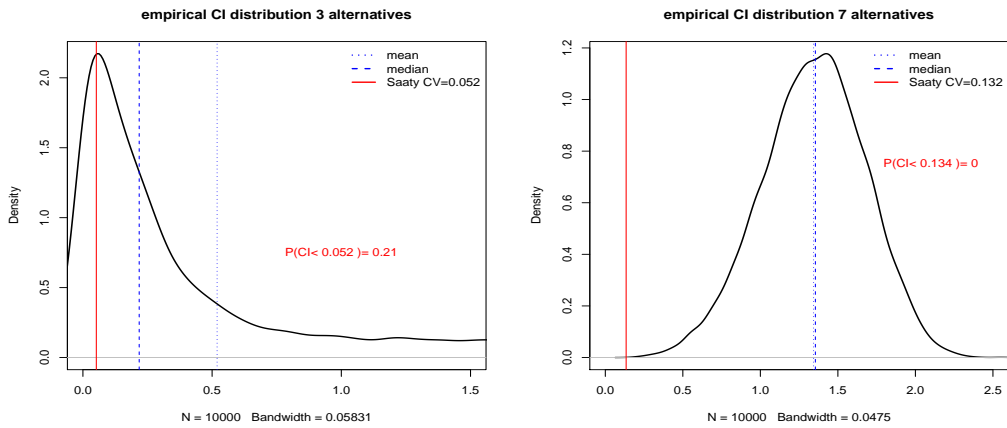 empirical CI distribution 3 alternatives
mean
median
Saaty CV=0.052
P(CI< 0.052 )= 0.21
Density
0.0
0.5
1.0
1.5
2.0
0.0
0.5
1.0
1.5
N = 10000 Bandwidth = 0.05831
empirical CI distribution 7 alternatives
mean
median
Saaty CV=0.132
P(CI< 0.134 )= 0
Density
0.0
0.2
0.4
0.6
0.8
1.0
1.2
0.0
0.5
1.0
1.5
2.0
2.5
N = 10000 Bandwidth = 0.0475